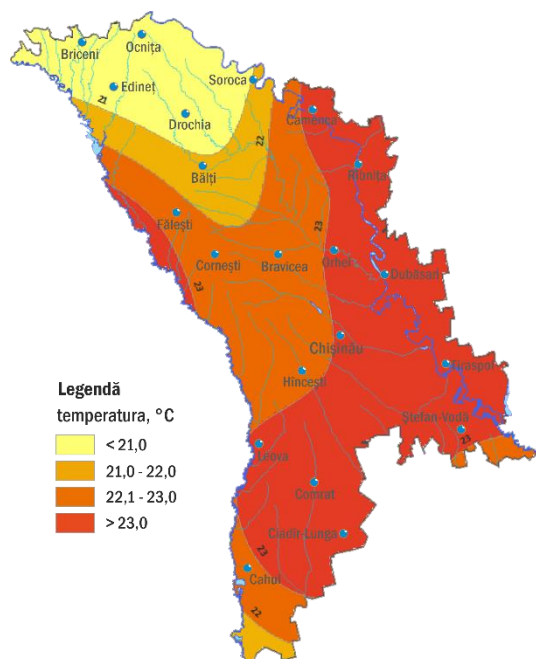 Ocnița
Briceni
Soroca
Edineț
21
Camenca
Drochia
22
Bălți
Rîbnița
Fălești
23
Cornești
Bravicea
Orhei
Dubăsari
23
Chișinău
Hîncești
Tiraspol
Legendă
temperatura, °C
< 21,0
21,0 - 22,0
22,1 - 23,0
> 23,0
Ștefan-Vodă
23
Leova
Comrat
Ciadîr-Lunga
23
Cahul
22